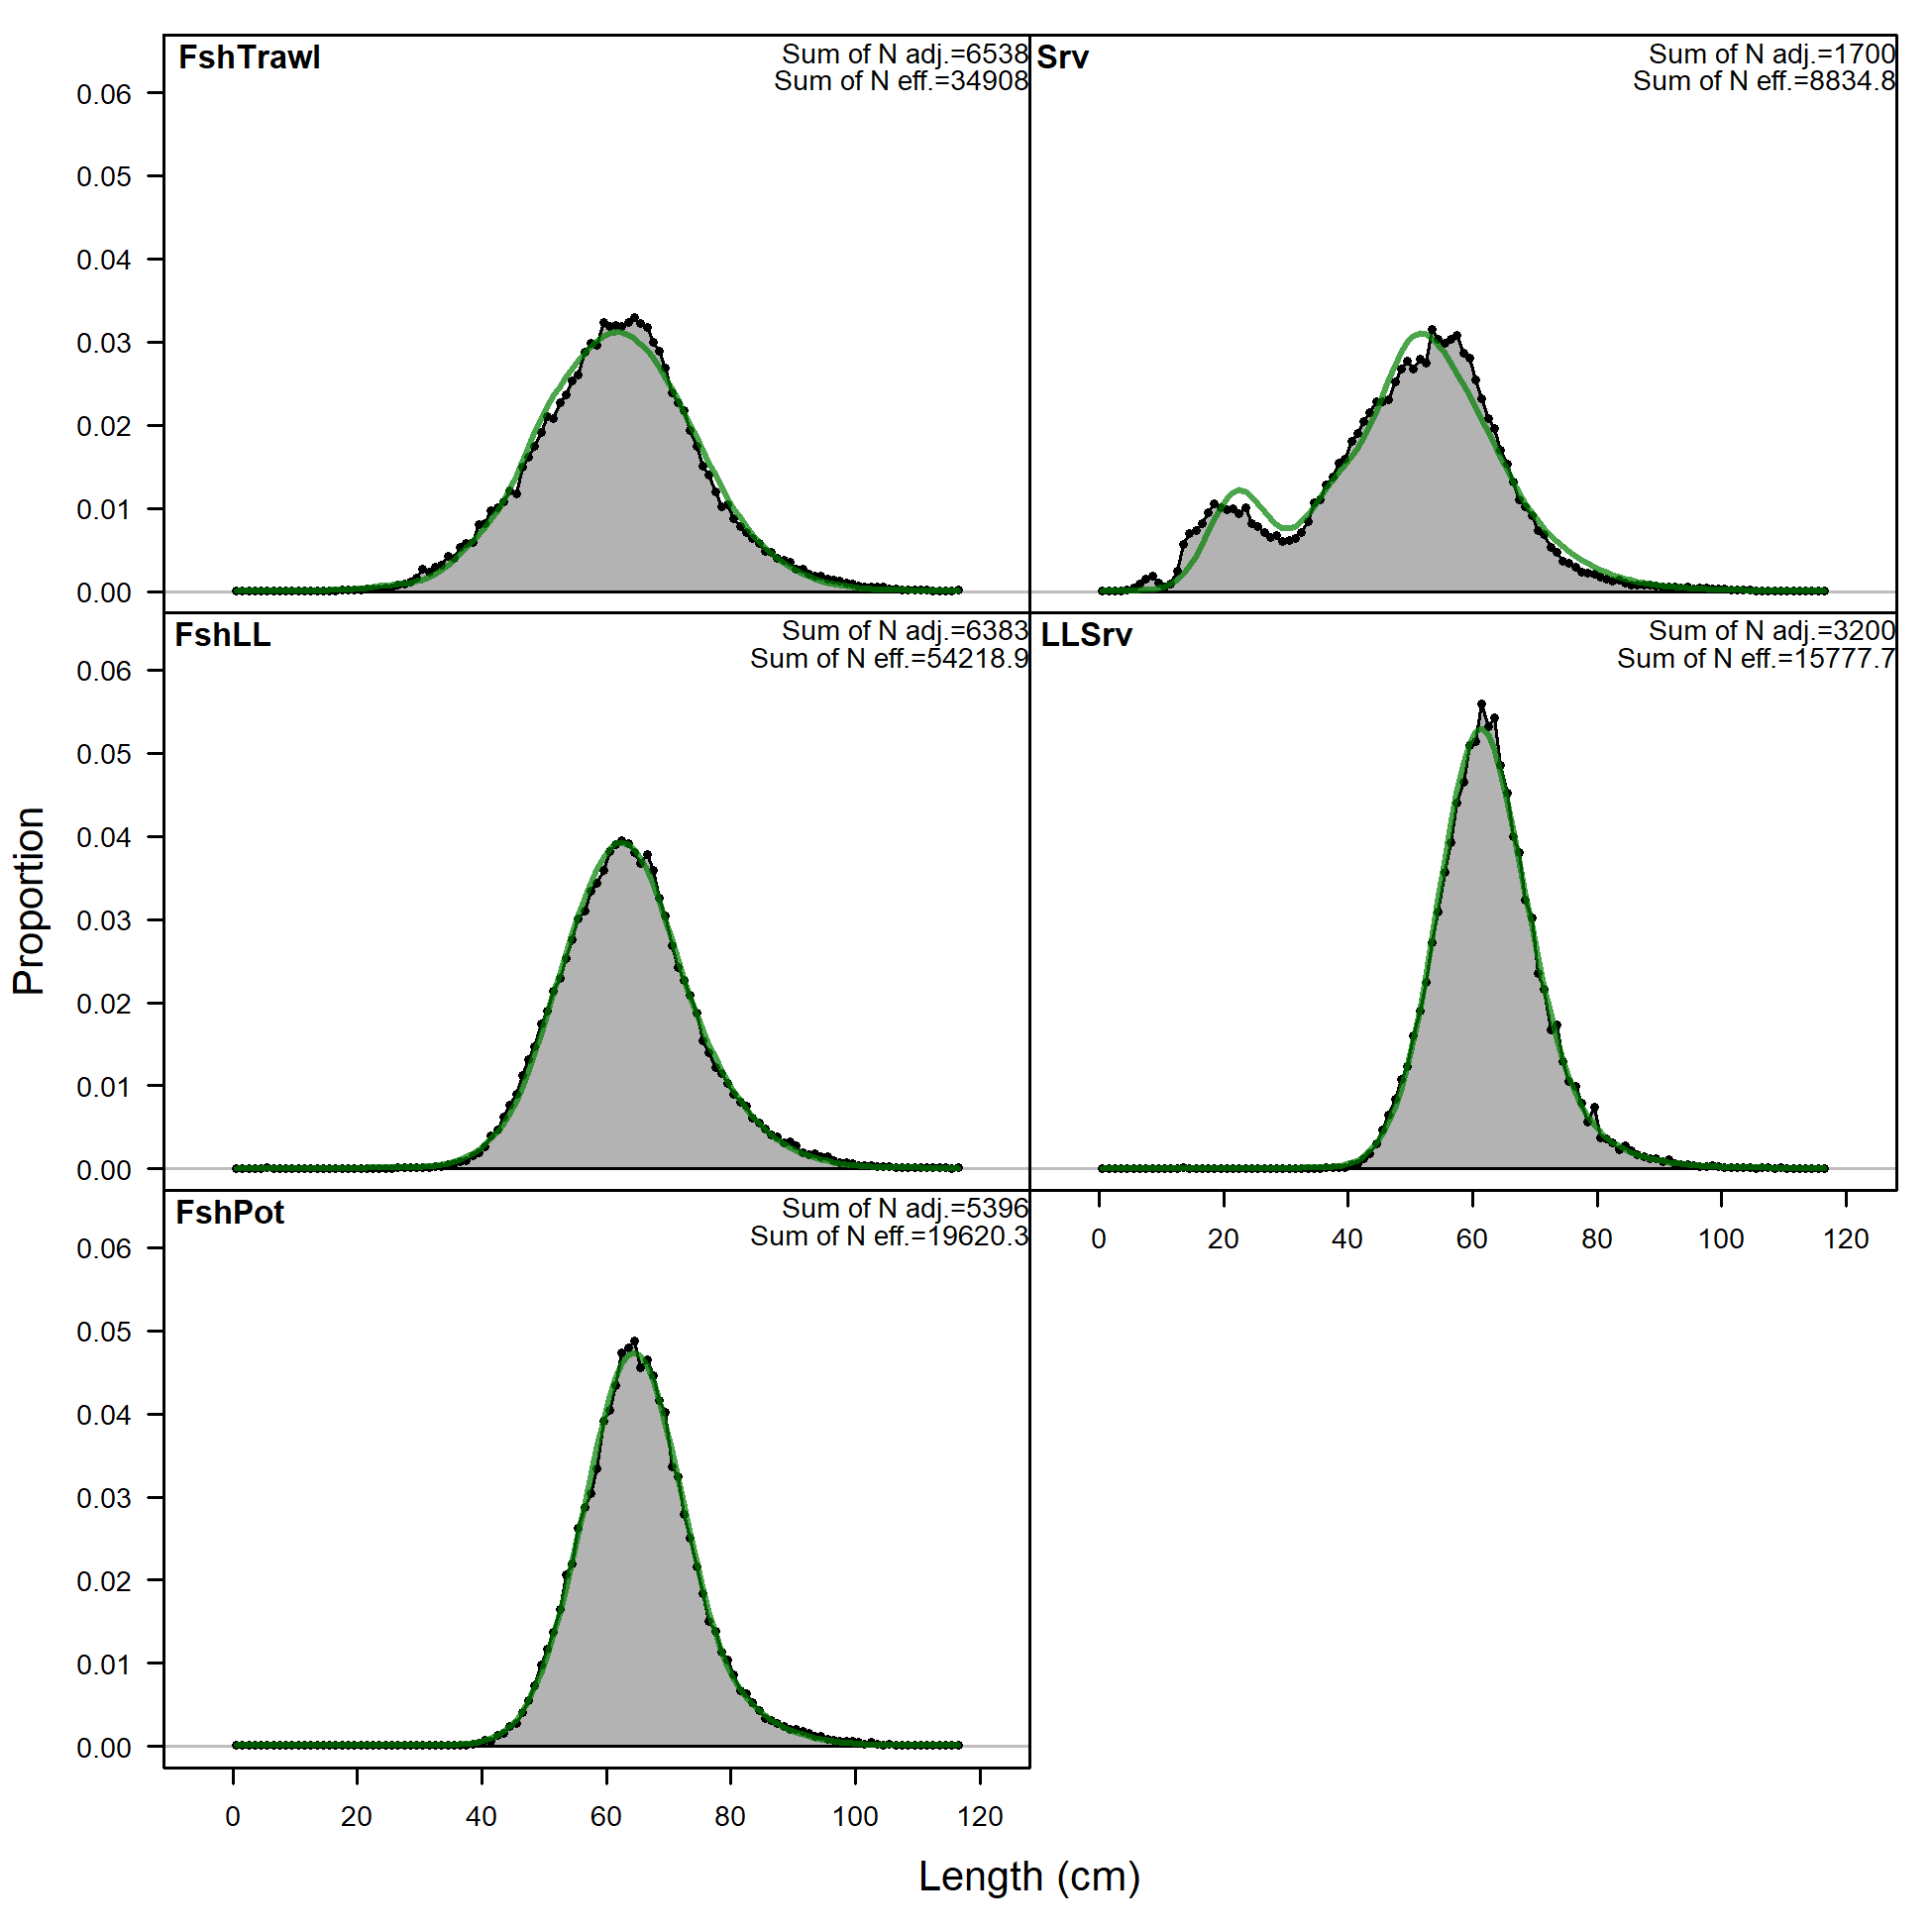 FshTrawl
Sum of N adj.=6538
Sum of N eff.=34908
Srv
Sum of N adj.=1700
Sum of N eff.=8834.8
0.06
0.05
0.04
0.03
0.02
0.01
0.00
FshLL
Sum of N adj.=6383
Sum of N eff.=54218.9
LLSrv
Sum of N adj.=3200
Sum of N eff.=15777.7
0.06
0.05
0.04
0.03
0.02
0.01
0.00
Proportion
FshPot
Sum of N adj.=5396
Sum of N eff.=19620.3
0 20 40 60 80 100 120
0.06
0.05
0.04
0.03
0.02
0.01
0.00
0 20 40 60 80 100 120
Length (cm)